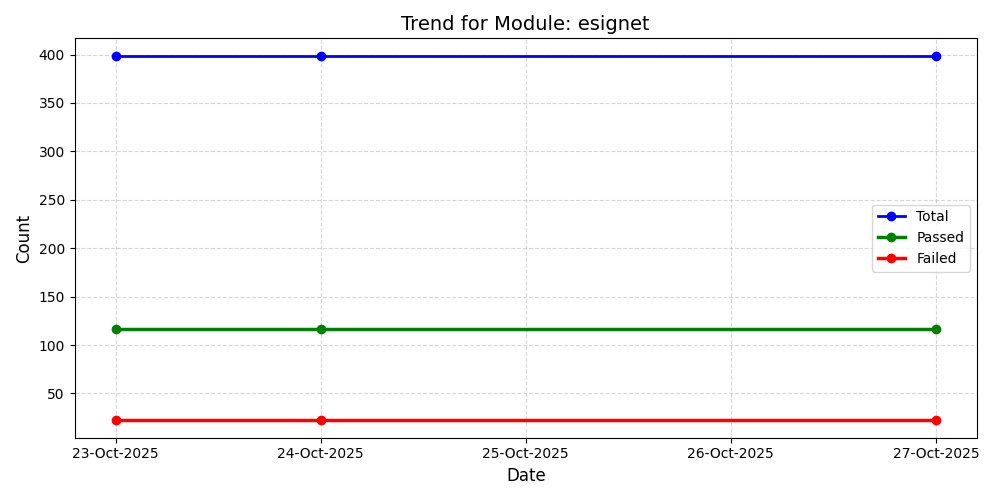 Trend for Module: esignet
Count
400
350
300
250
200
150
100
50
Total
Passed
Failed
23-Oct-2025
24-Oct-2025
25-Oct-2025
26-Oct-2025
27-Oct-2025
Date